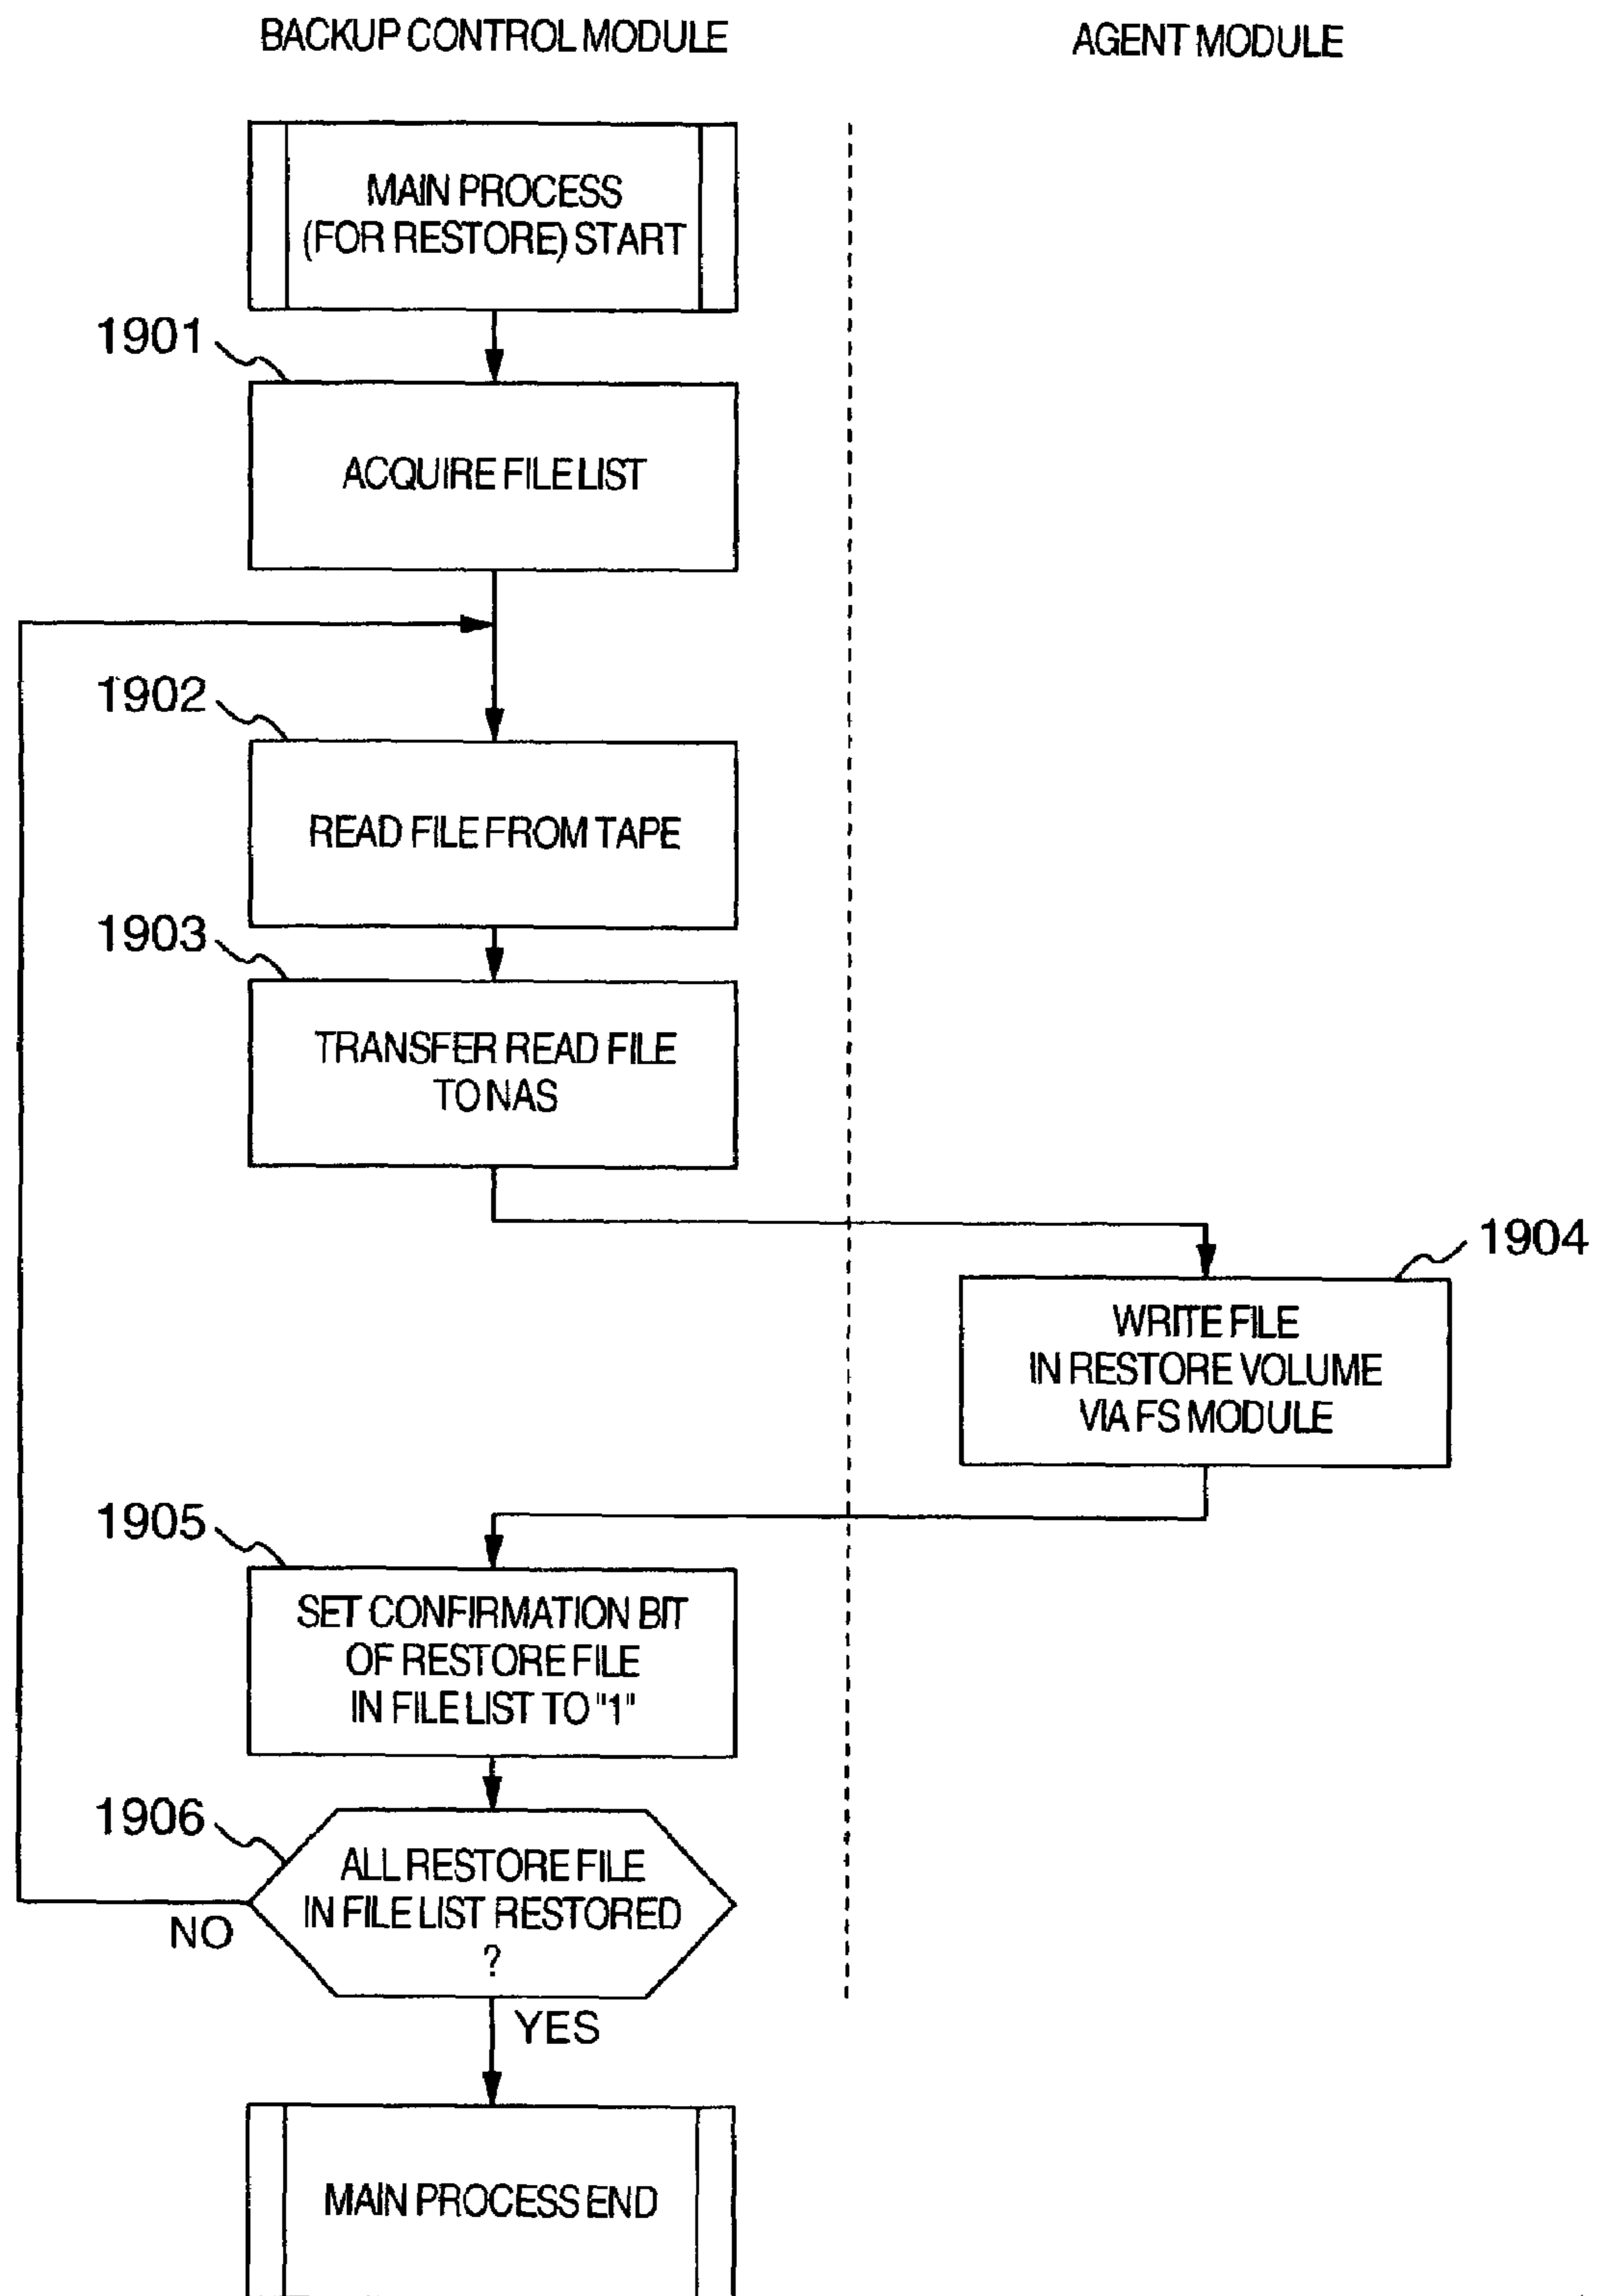 BACKUP CONTROL MODULE
AGENT MODULE
MAIN PROCESS
(FOR RESTORE) START
1901
ACQUIRE FILE LIST
1902
READ FILE FROM TAPE
1903
TRANSFER READ FILE
TO NAS
1904
WRITE FILE
IN RESTORE VOLUME
VIA FS MODULE
1905
SET CONFIRMATION BIT
OF RESTORE FILE
IN FILE LIST TO "1"
1906
ALL RESTORE FILE
IN FILE LIST RESTORED
?
NO
YES
MAIN PROCESS END